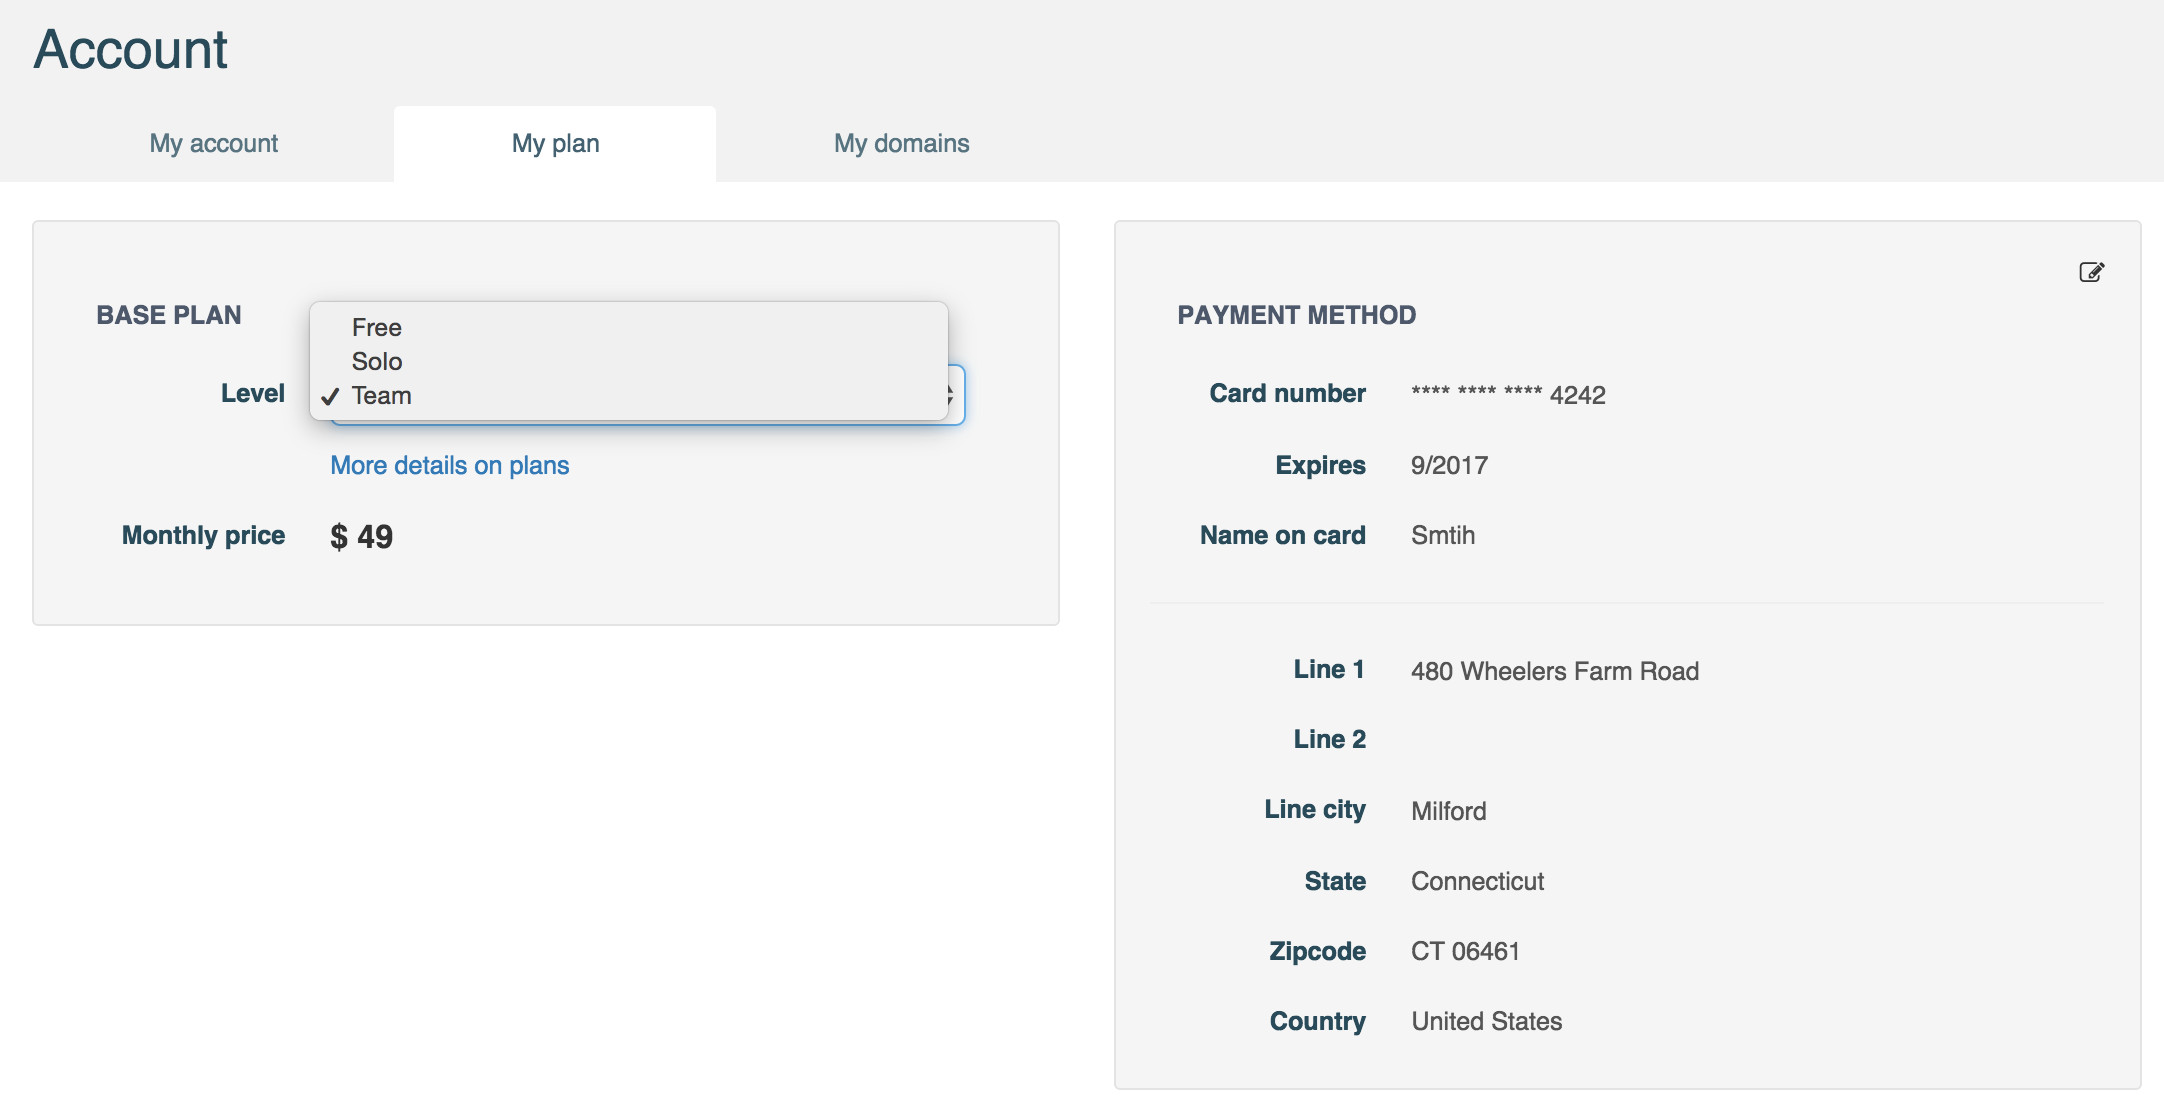 Account
My account
My plan
My domains
BASE PLAN
Free
Solo
Level
✓ Team
More details on plans
Monthly price
$ 49
PAYMENT METHOD
Card number
**** **** **** 4242
Expires
9/2017
Name on card
Smtih
Line 1
480 Wheelers Farm Road
Line 2
Line city
Milford
State
Connecticut
Zipcode
CT 06461
Country
United States